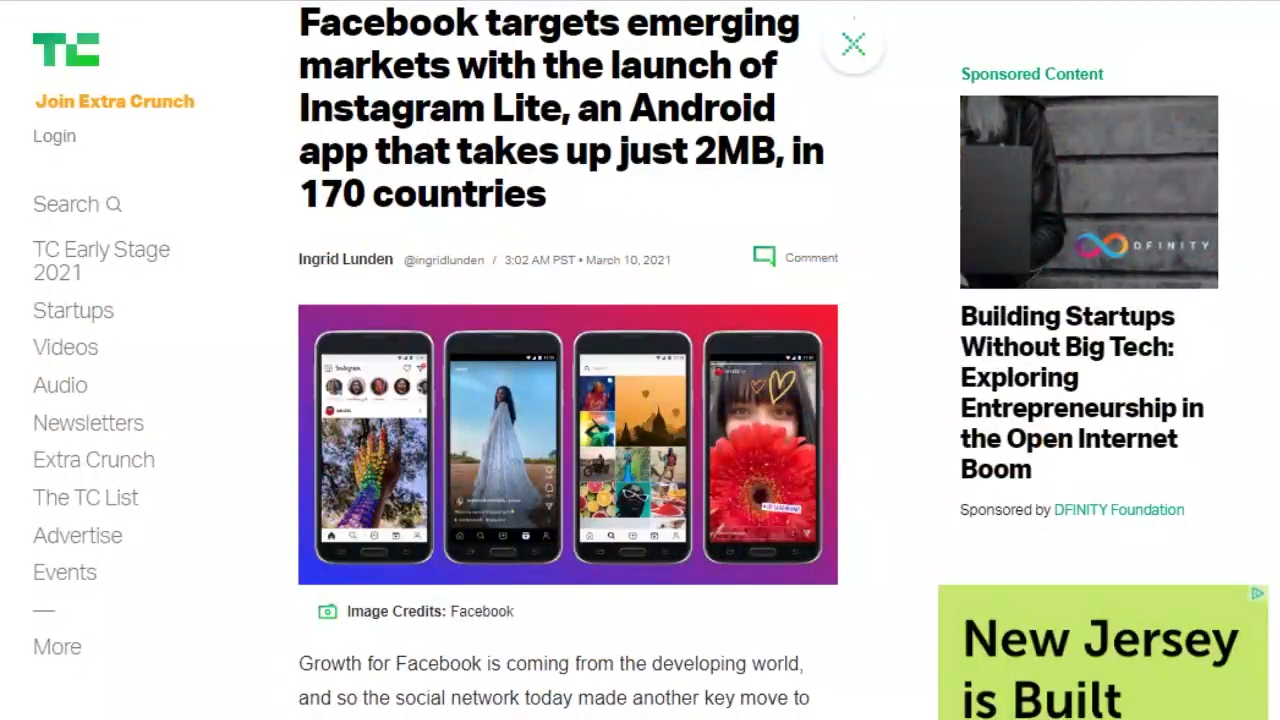 TC
Join Extra Crunch
Login
Search
TC Early Stage
2021
Startups
Videos
Audio
Newsletters
Extra Crunch
The TC List
Advertise
Events
More
Facebook targets emerging
markets with the launch of
Instagram Lite, an Android
app that takes up just 2MB, in
170 countries
Ingrid Lunden @ingridlunden / 3:02 AM PST • March 10, 2021
Comment
Instagram
Image Credits: Facebook
Growth for Facebook is coming from the developing world,
and so the social network today made another key move to
Sponsored Content
DFINITY
Building Startups
Without Big Tech:
Exploring
Entrepreneurship in
the Open Internet
Boom
Sponsored by DFINITY Foundation
New Jersey
is Built